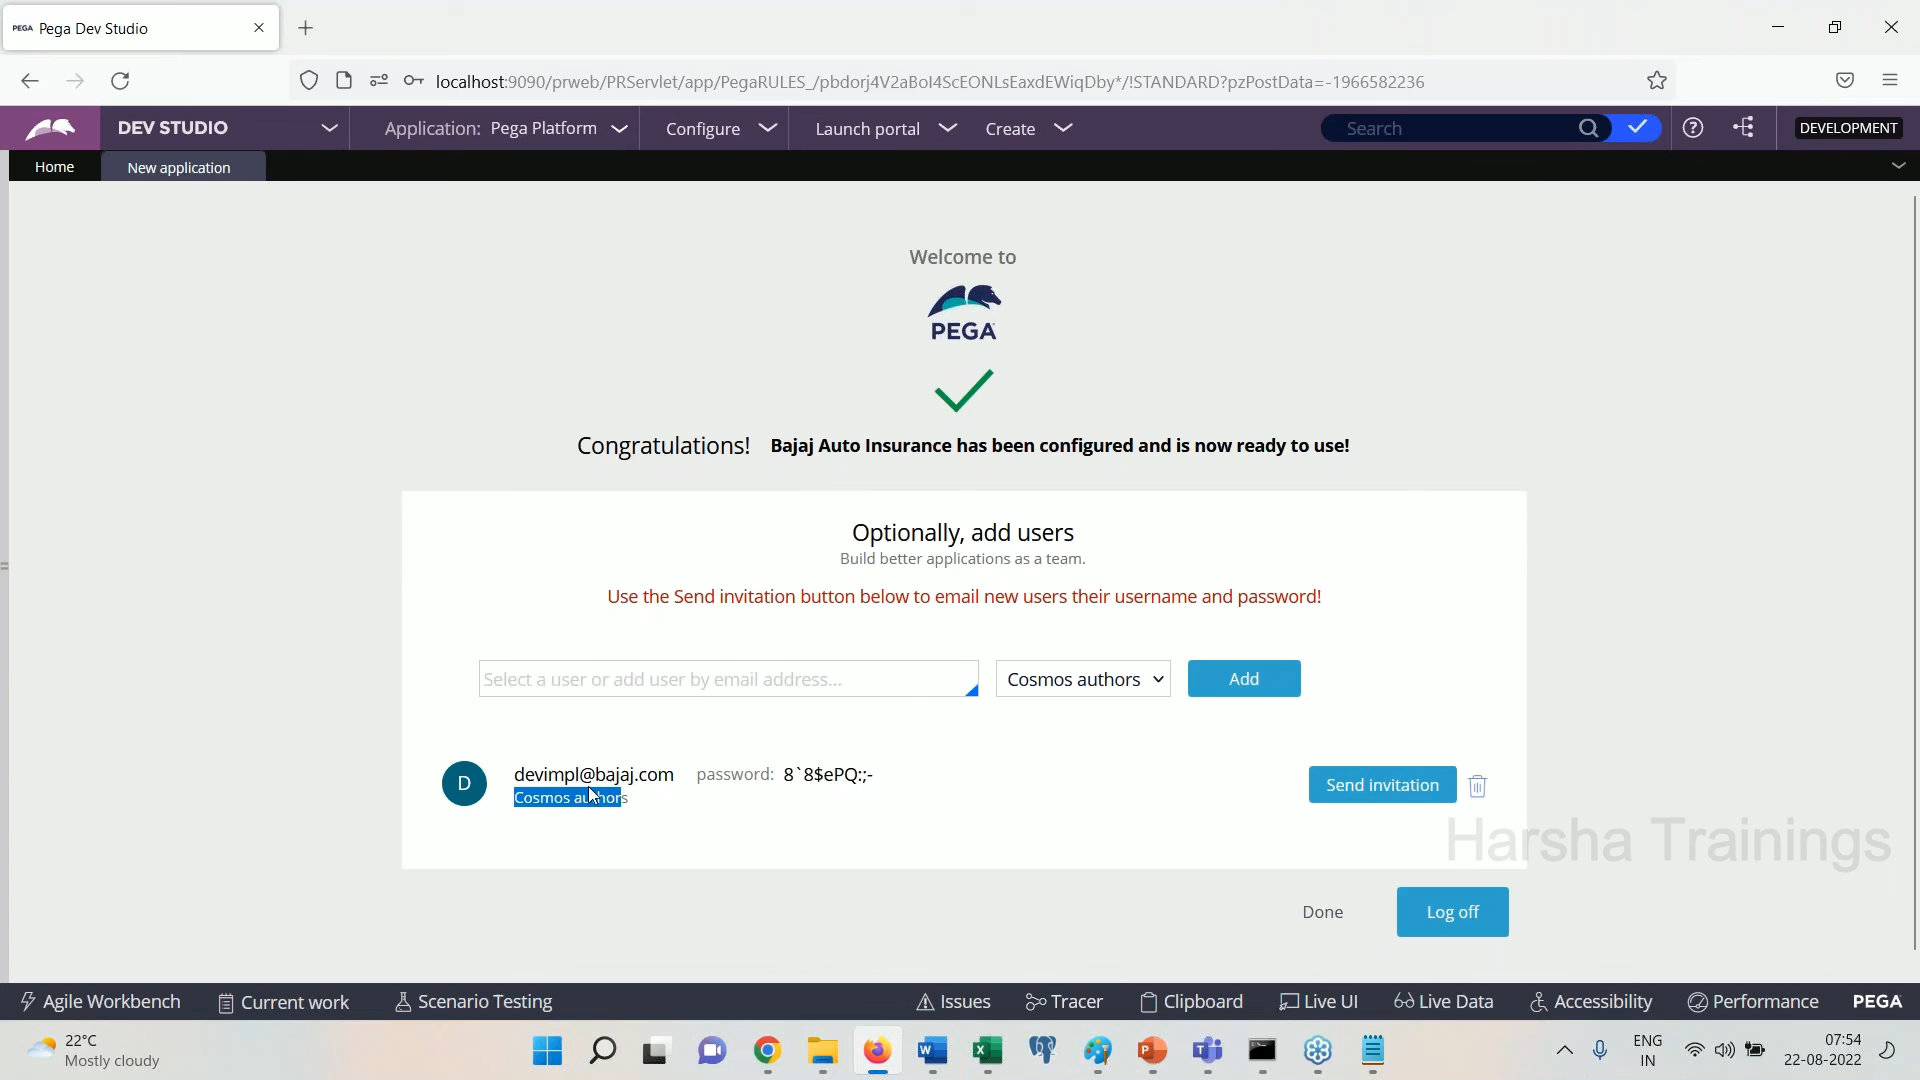 PEGA Pega Dev Studio
localhost:9090/prweb/PRServlet/app/PegaRULES_/pbdorj4V2aBoI4ScEONLsEaxdEWiqDby*/!STANDARD?pzPostData=-1966582236
DEV STUDIO Application: Pega Platform Configure Launch portal Create Search DEVELOPMENT
Home New application
Welcome to
PEGA
Congratulations! Bajaj Auto Insurance has been configured and is now ready to use!
Optionally, add users
Build better applications as a team.
Use the Send invitation button below to email new users their username and password!
Select a user or add user by email address... Cosmos authors Add
D devimpl@bajaj.com password: 8`8$ePQ:;-
Cosmos authors
Send invitation
Harsha Trainings
Done Log off
Agile Workbench Current work Scenario Testing Issues Tracer Clipboard Live UI Live Data Accessibility Performance PEGA
22°C
Mostly cloudy
ENG
IN
07:54
22-08-2022